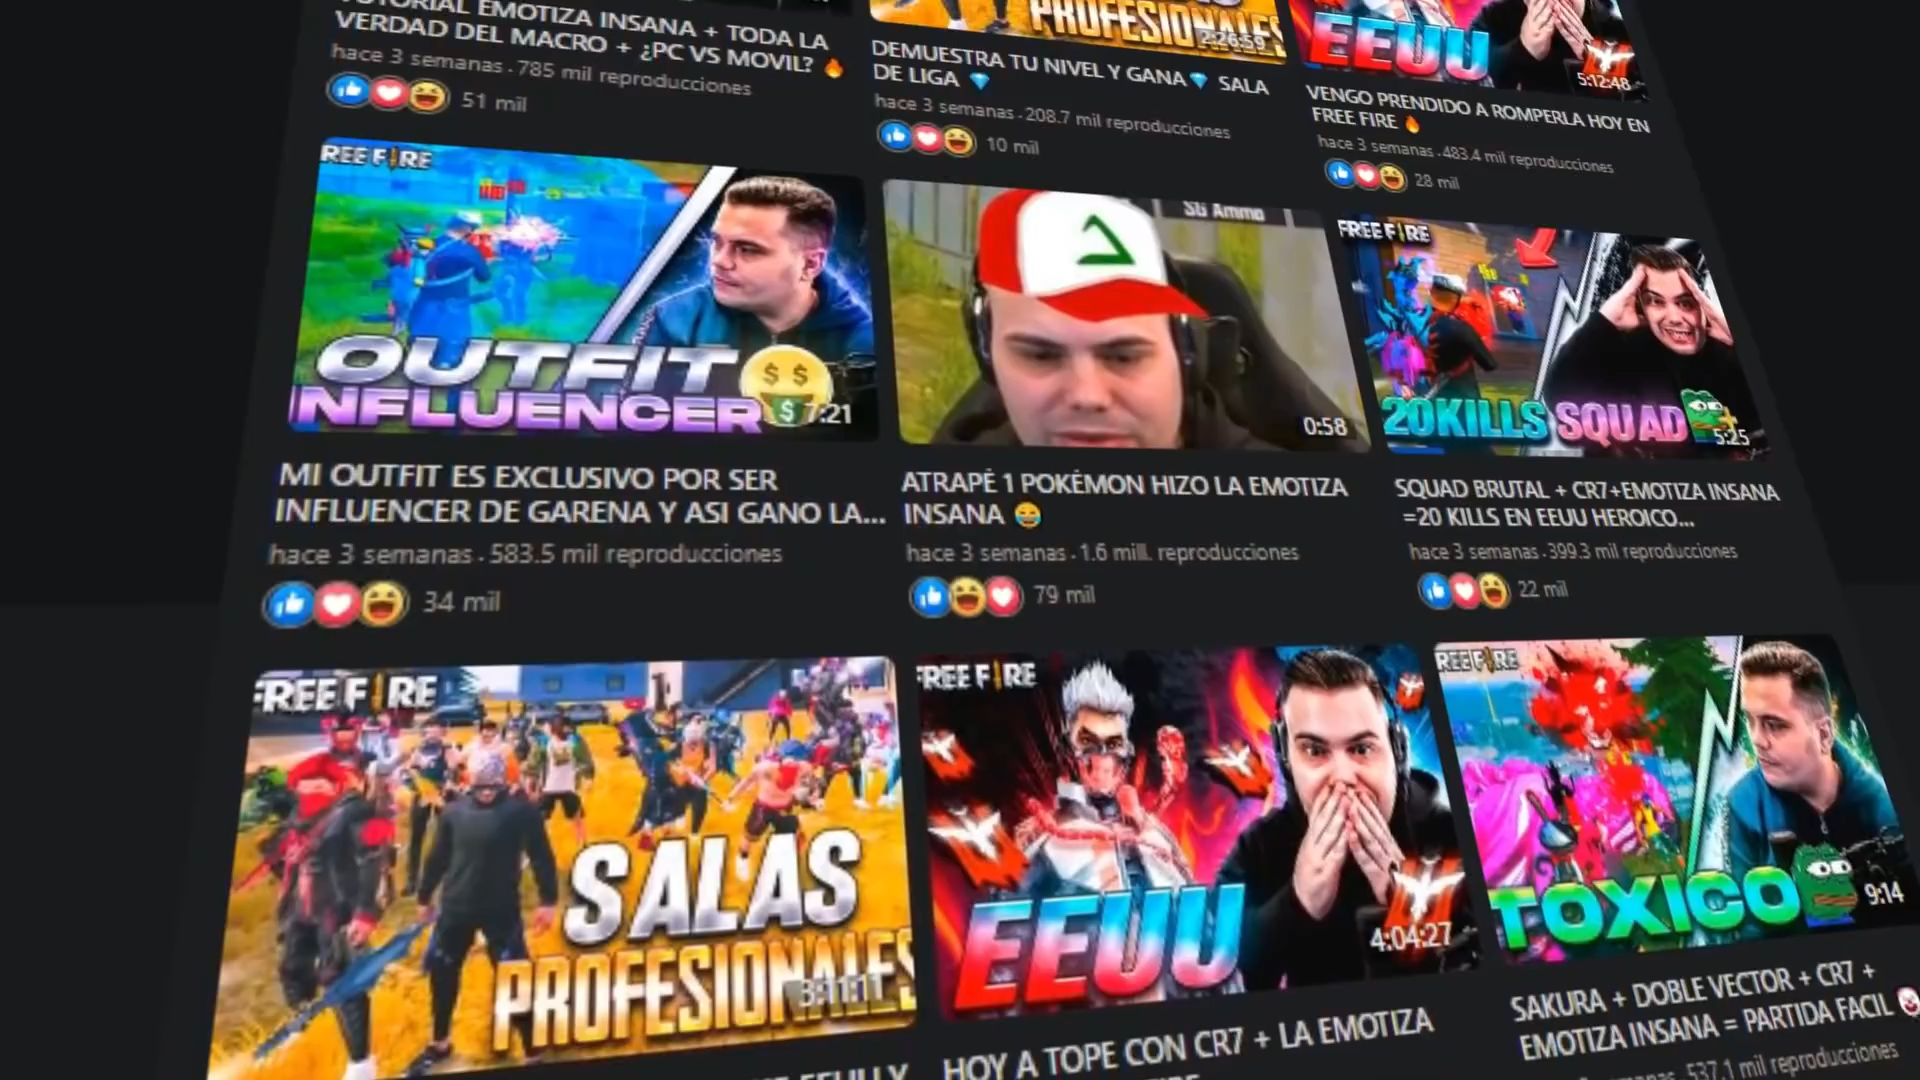 TUTORIAL EMOTIZA INSANA + TODA LA
VERDAD DEL MACRO + ¿PC VS MOVIL? 🔥
hace 3 semanas · 785 mil reproducciones
51 mil
PROFESIONALES
2:26:59
DEMUESTRA TU NIVEL Y GANA💎 SALA
DE LIGA 💎
hace 3 semanas · 208.7 mil reproducciones
10 mil
EEUU
5:12:48
VENGO PRENDIDO A ROMPERLA HOY EN
FREE FIRE 🔥
hace 3 semanas · 483.4 mil reproducciones
28 mil
REE FIRE
OUTFIT
INFLUENCER
7:21
MI OUTFIT ES EXCLUSIVO POR SER
INFLUENCER DE GARENA Y ASI GANO LA...
hace 3 semanas · 583.5 mil reproducciones
34 mil
SG Ammo
0:58
ATRAPÉ 1 POKÉMON HIZO LA EMOTIZA
INSANA 😂
hace 3 semanas · 1.6 mill. reproducciones
79 mil
FREE FIRE
20KILLS SQUAD
5:25
SQUAD BRUTAL + CR7+EMOTIZA INSANA
=20 KILLS EN EEUU HEROICO...
hace 3 semanas · 399.3 mil reproducciones
22 mil
FREE FIRE
SALAS
PROFESIONALES
3:11:11
FREE FIRE
EEUU
4:04:27
HOY A TOPE CON CR7 + LA EMOTIZA
REE FIRE
TOXICO
9:14
SAKURA + DOBLE VECTOR + CR7 +
EMOTIZA INSANA = PARTIDA FACIL 🤡
537.1 mil reproducciones